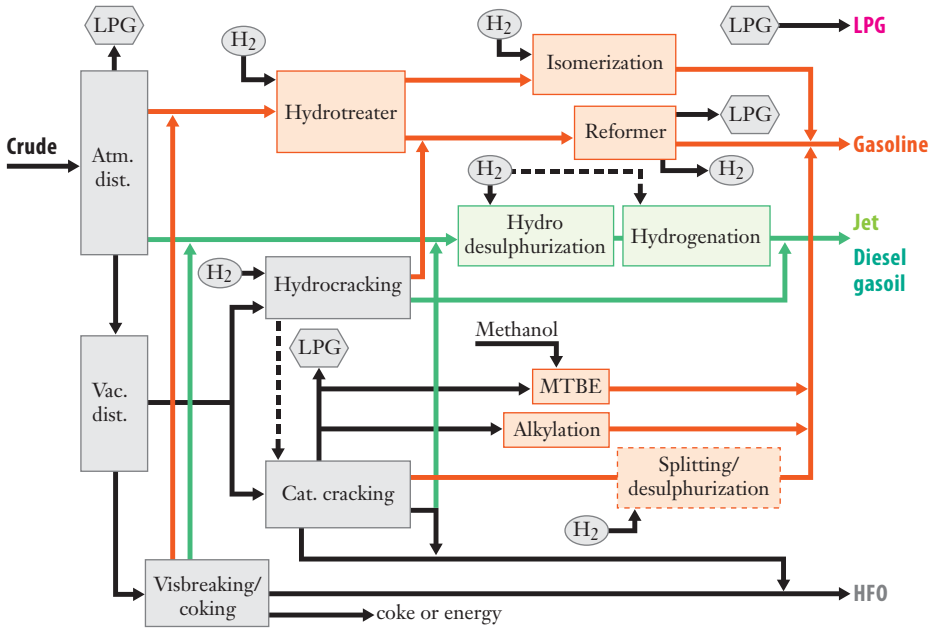 LPG
H2
H2
LPG
LPG
Isomerization
Hydrotreater
LPG
Reformer
Crude
Atm.
dist.
Gasoline
H2
H2
Hydro
desulphurization
Hydrogenation
Jet
Diesel
gasoil
H2
Hydrocracking
Methanol
LPG
Vac.
dist.
MTBE
Alkylation
Splitting/
desulphurization
Cat. cracking
H2
Visbreaking/
coking
HFO
coke or energy